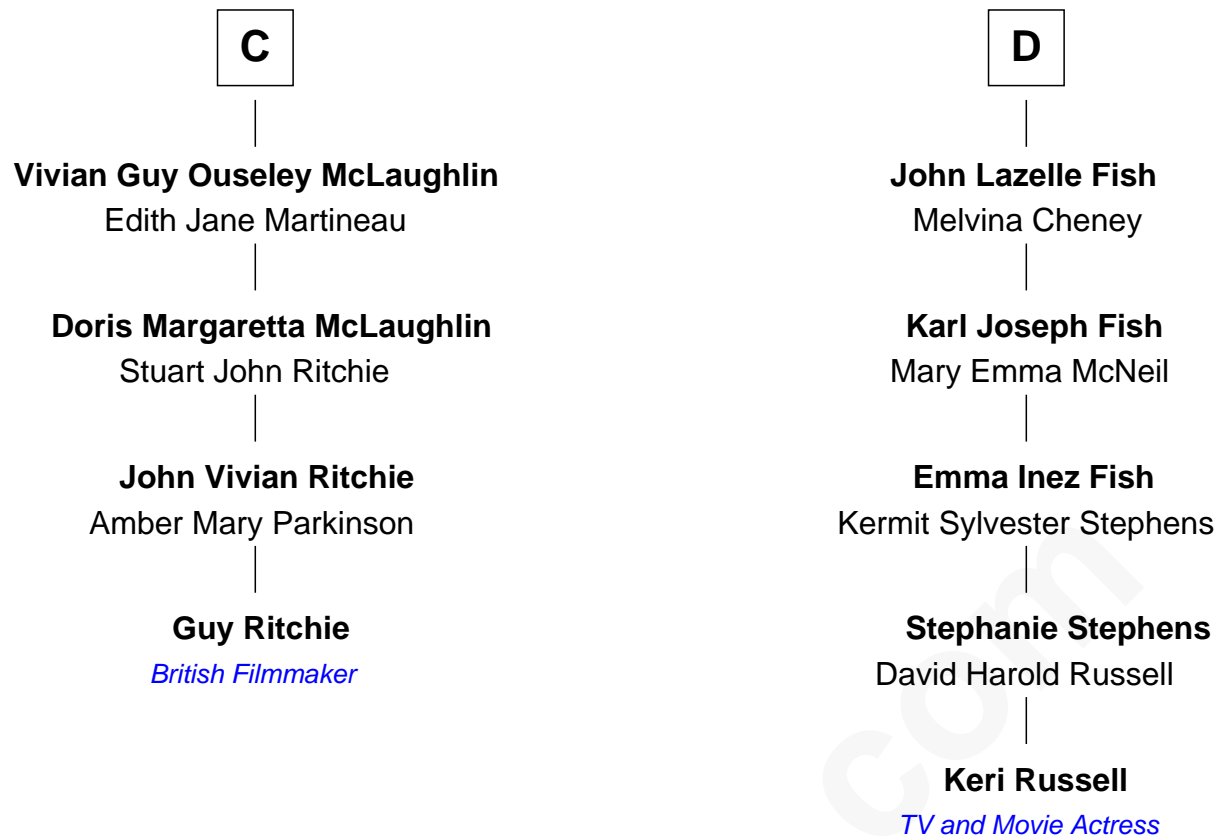 C
Vivian Guy Ouseley McLaughlin
Edith Jane Martineau
Doris Margaretta McLaughlin
Stuart John Ritchie
John Vivian Ritchie
Amber Mary Parkinson
Guy Ritchie
British Filmmaker
D
John Lazelle Fish
Melvina Cheney
Karl Joseph Fish
Mary Emma McNeil
Emma Inez Fish
Kermit Sylvester Stephens
Stephanie Stephens
David Harold Russell
Keri Russell
TV and Movie Actress
com